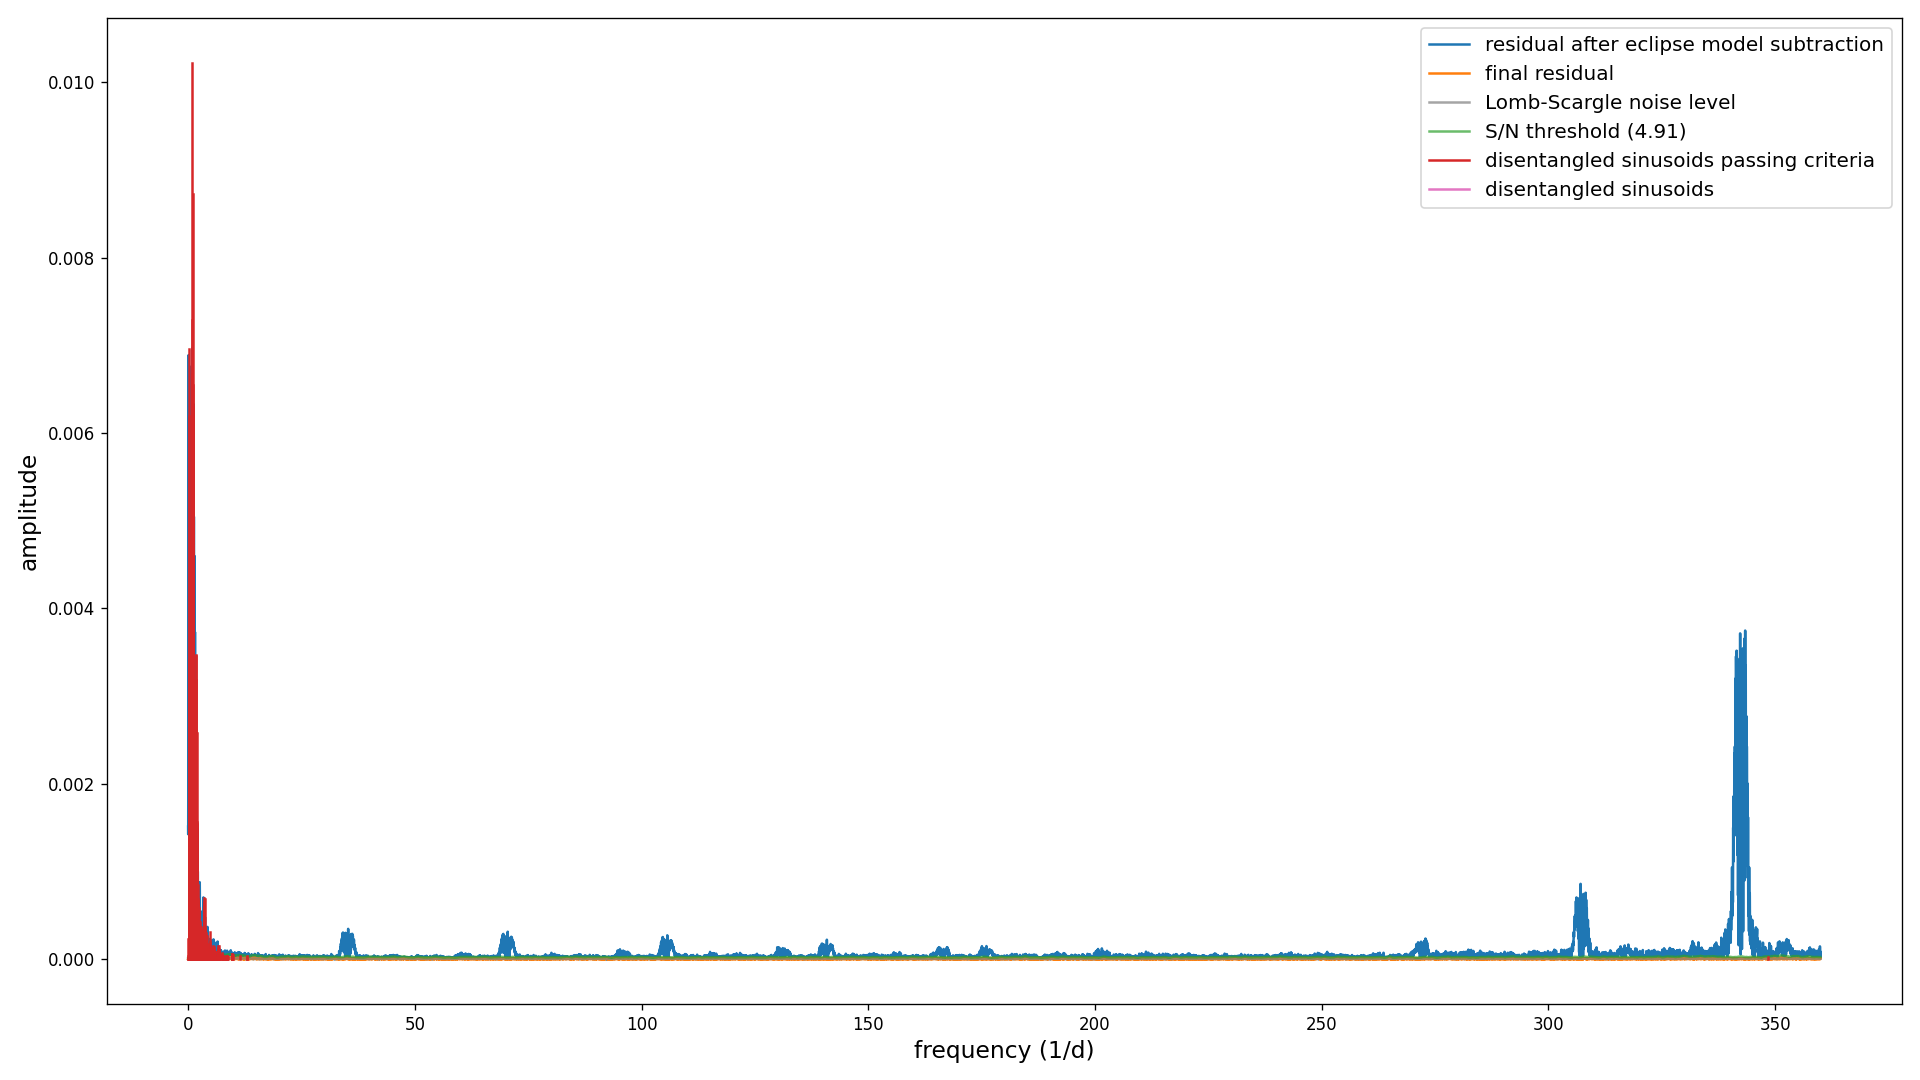 residual after eclipse model subtraction
final residual
Lomb-Scargle noise level
S/N threshold (4.91)
disentangled sinusoids passing criteria
disentangled sinusoids
0.010
0.008
0.006
0.004
0.002
0.000
amplitude
0 50 100 150 200 250 300 350
frequency (1/d)